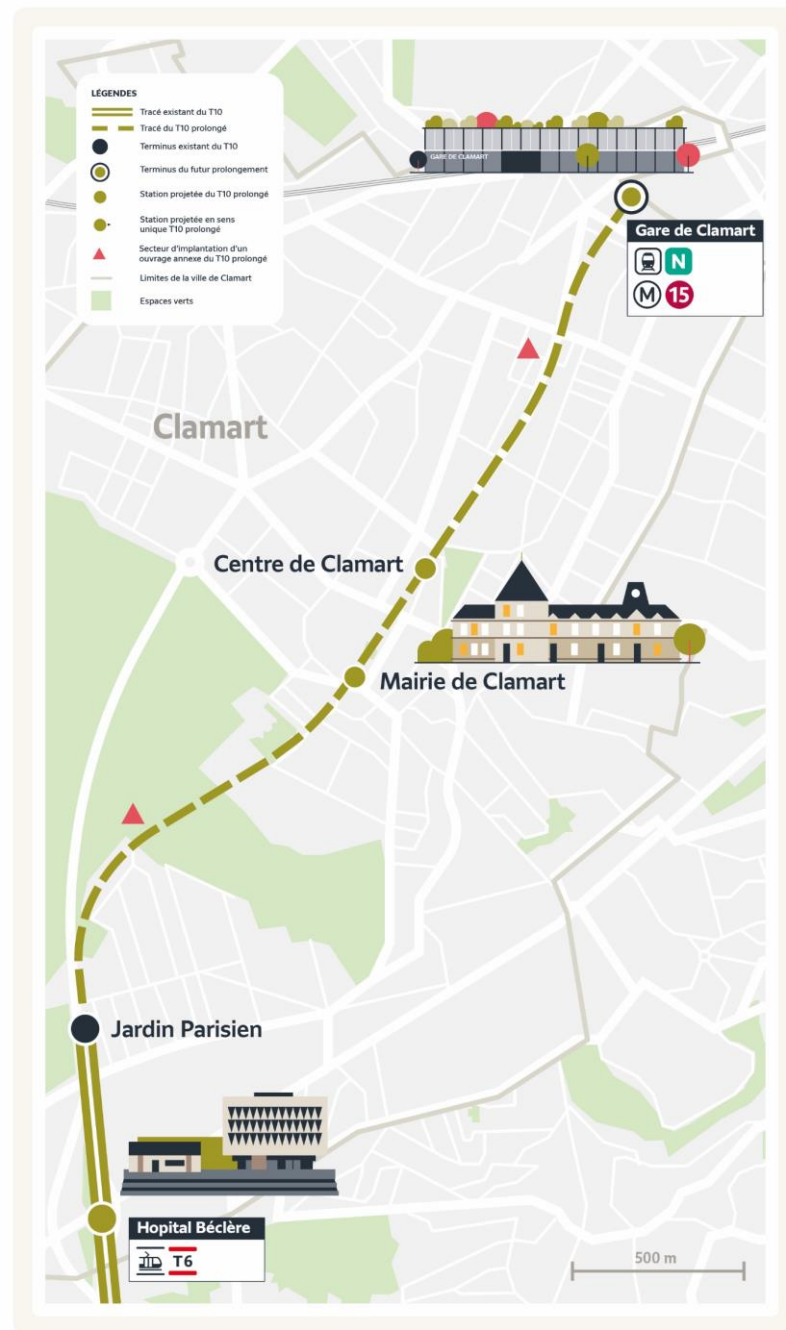 LÉGENDES
Tracé existant du T10
Tracé du T10 prolongé
Terminus existant du T10
Terminus du futur prolongement
Station projetée du T10 prolongé
Station projetée en sens
unique T10 prolongé
Secteur d'implantation d'un
ouvrage annexe du T10 prolongé
Limites de la ville de Clamart
Espaces verts
GARE DE CLAMART
Gare de Clamart
N
M 15
Clamart
Centre de Clamart
Mairie de Clamart
Jardin Parisien
Hopital Béclère
T6
500 m